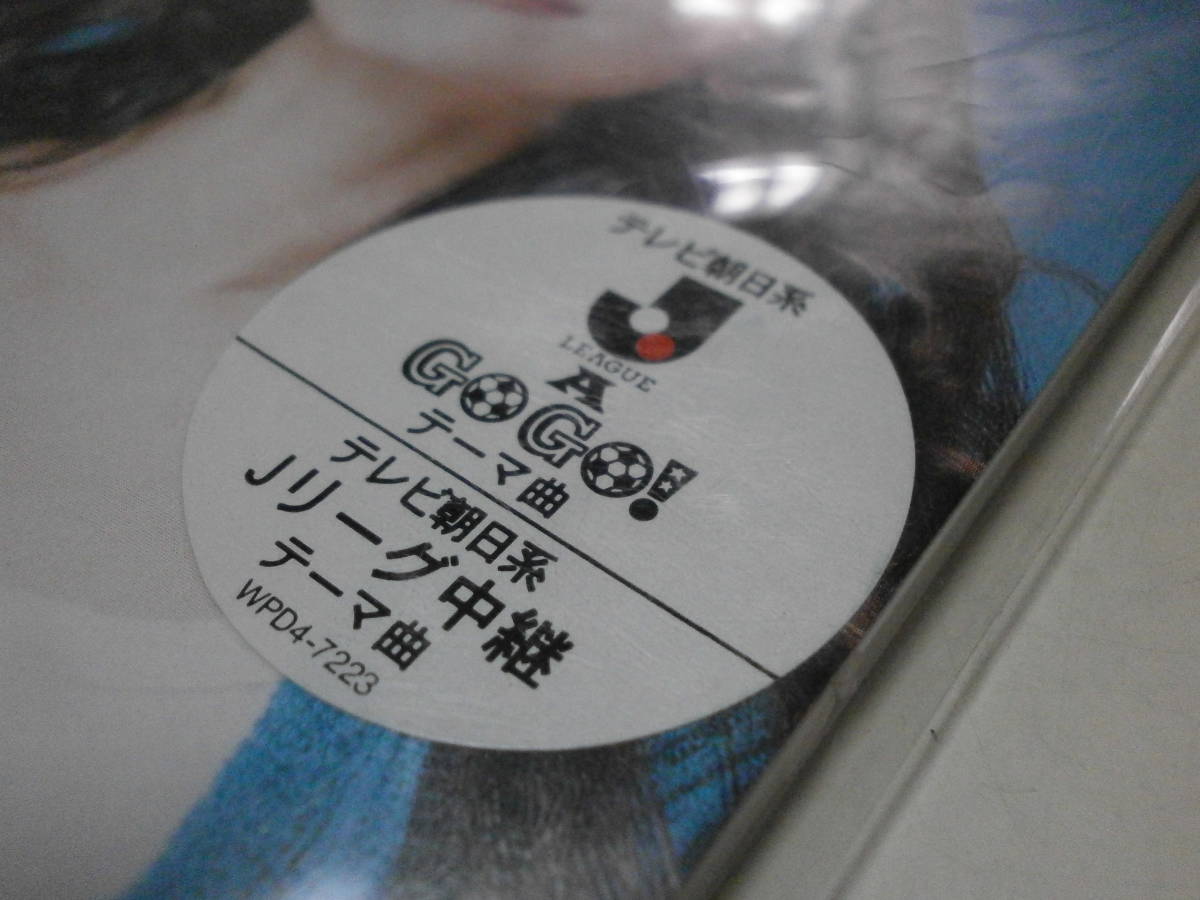 テレビ朝日系
J
LEAGUE
A
GOGO!
テーマ曲
テレビ朝日系
Jリーグ中継
テーマ曲
WPD4-7223